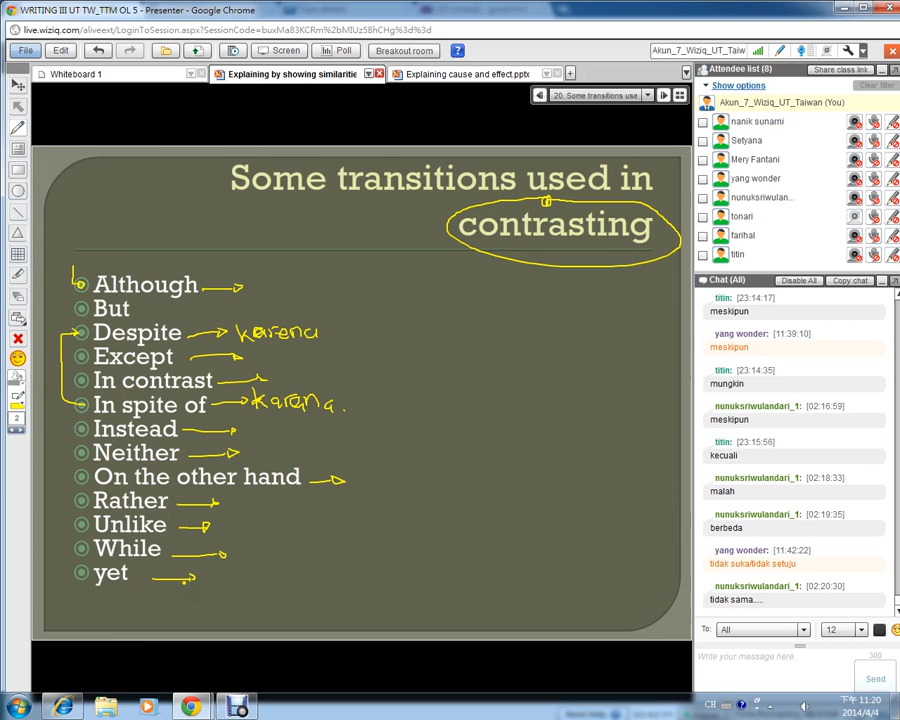 WRITING III UT TW_TTM OL 5 - Presenter - Google Chrome
live.wiziq.com/aliveext/LoginToSession.aspx?SessionCode=buxMa83KCRm%2bMIUz5BhCHg%3d%3d
File Edit Screen Poll Breakout room ? Akun_7_Wiziq_UT_Taiw
Whiteboard 1 Explaining by showing similaritie Explaining cause and effect.pptx
20. Some transitions use
Some transitions used in
contrasting
Although
But
Despite karena
Except
In contrast
In spite of karena.
Instead
Neither
On the other hand
Rather
Unlike
While
yet
2
Attendee list (8) Share class link
Show options Clear filter
Akun_7_Wiziq_UT_Taiwan (You)
nanik sunarni
Setyana
Mery Fantani
yang wonder
nunuksriwulan...
tonari
farihal
titin
Chat (All) Disable All Copy chat
titin: [23:14:17]
meskipun
yang wonder: [11:39:10]
meskipun
titin: [23:14:35]
mungkin
nunuksriwulandari_1: [02:16:59]
meskipun
titin: [23:15:56]
kecuali
nunuksriwulandari_1: [02:18:33]
malah
nunuksriwulandari_1: [02:19:35]
berbeda
yang wonder: [11:42:22]
tidak suka/tidak setuju
nunuksriwulandari_1: [02:20:30]
tidak sama.....
To: All 12
300
Write your message here.
Send
CH 下午 11:20
2014/4/4